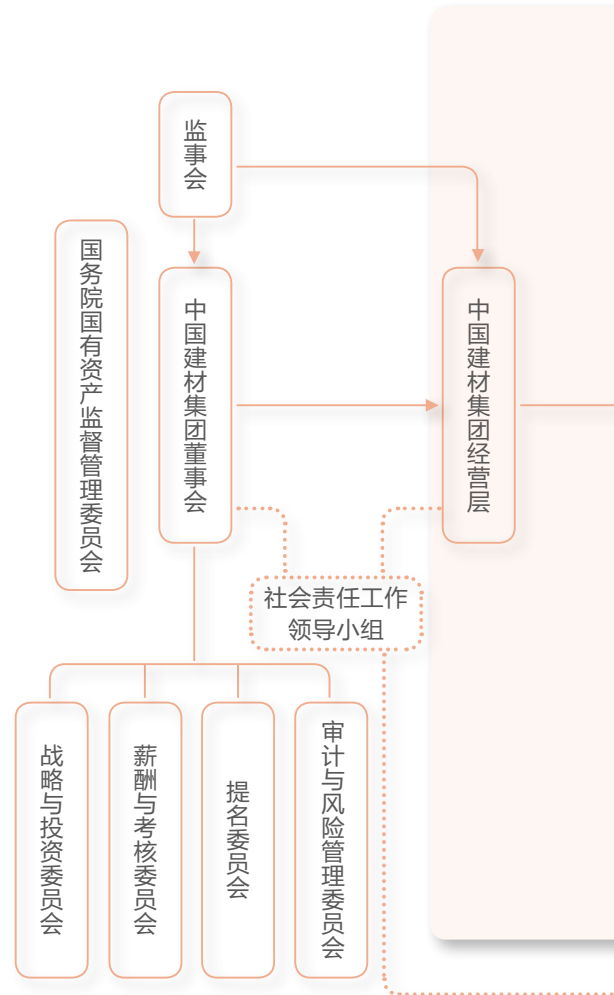 监事会
国务院国有资产监督管理委员会
中国建材集团董事会
中国建材集团经营层
社会责任工作
领导小组
战略与投资委员会
薪酬与考核委员会
提名委员会
审计与风险管理委员会